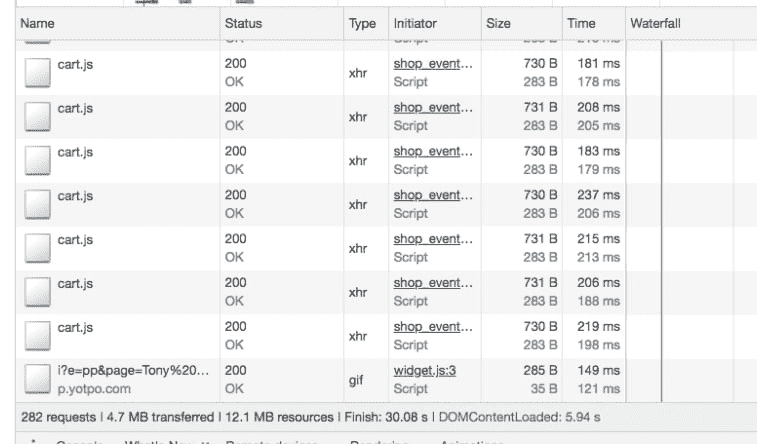 Name Status Type Initiator Size Time Waterfall
cart.js 200 xhr shop_event... 730 B 181 ms
OK Script 283 B 178 ms
cart.js 200 xhr shop_event... 731 B 208 ms
OK Script 283 B 205 ms
cart.js 200 xhr shop_event... 730 B 183 ms
OK Script 283 B 179 ms
cart.js 200 xhr shop_event... 730 B 237 ms
OK Script 283 B 206 ms
cart.js 200 xhr shop_event... 731 B 215 ms
OK Script 283 B 213 ms
cart.js 200 xhr shop_event... 731 B 206 ms
OK Script 283 B 188 ms
cart.js 200 xhr shop_event... 730 B 219 ms
OK Script 283 B 198 ms
i?e=pp&page=Tony%20... 200 gif widget.js:3 285 B 149 ms
p.yotpo.com OK Script 35 B 121 ms
282 requests | 4.7 MB transferred | 12.1 MB resources | Finish: 30.08 s | DOMContentLoaded: 5.94 s